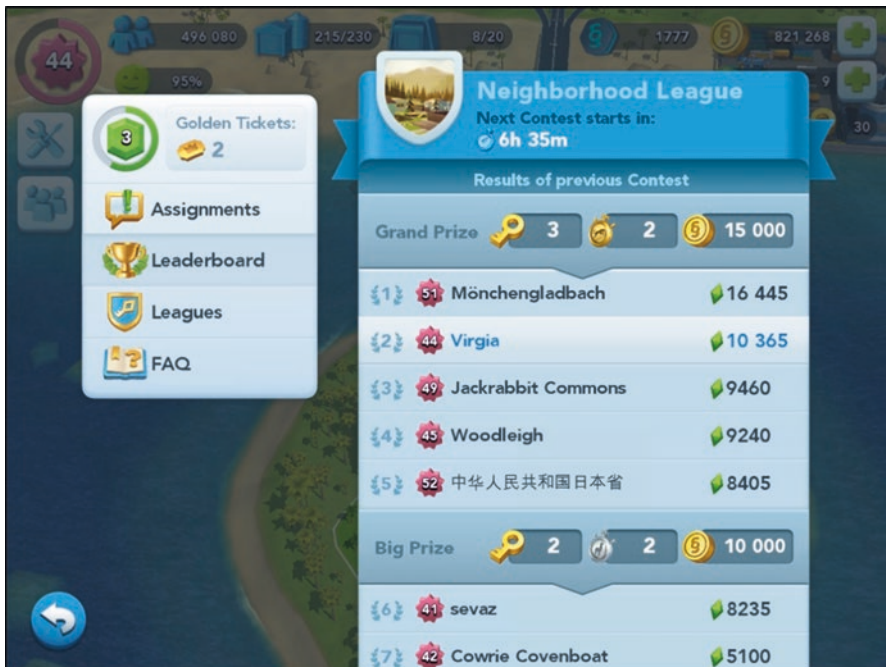 44
496 080
215/230
8/20
1777
821 268
95%
9
30
3
Golden Tickets:
2
Assignments
Leaderboard
Leagues
FAQ
Neighborhood League
Next Contest starts in:
6h 35m
Results of previous Contest
Grand Prize 3 2 § 15 000
1 51 Mönchengladbach 16 445
2 44 Virgia 10 365
3 49 Jackrabbit Commons 9460
4 45 Woodleigh 9240
5 52 中华人民共和国日本省 8405
Big Prize 2 2 § 10 000
6 41 sevaz 8235
7 42 Cowrie Covenboat 5100